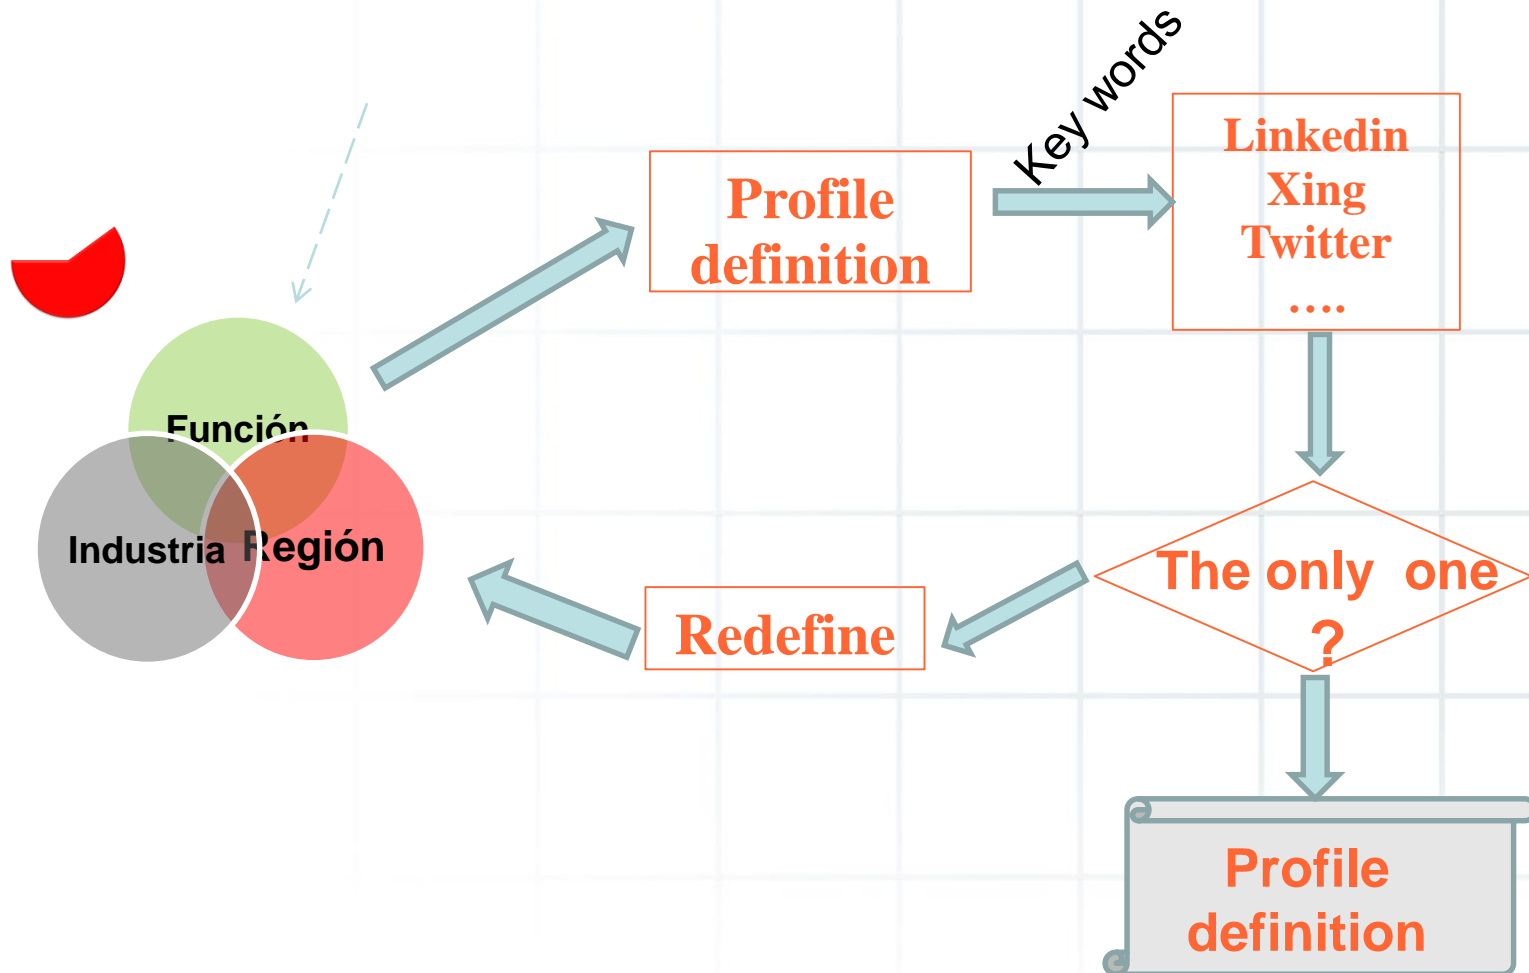 Key words
Linkedin
Xing
Twitter
....
Profile
definition
Función
Industria
Región
The only one
?
Redefine
Profile
definition